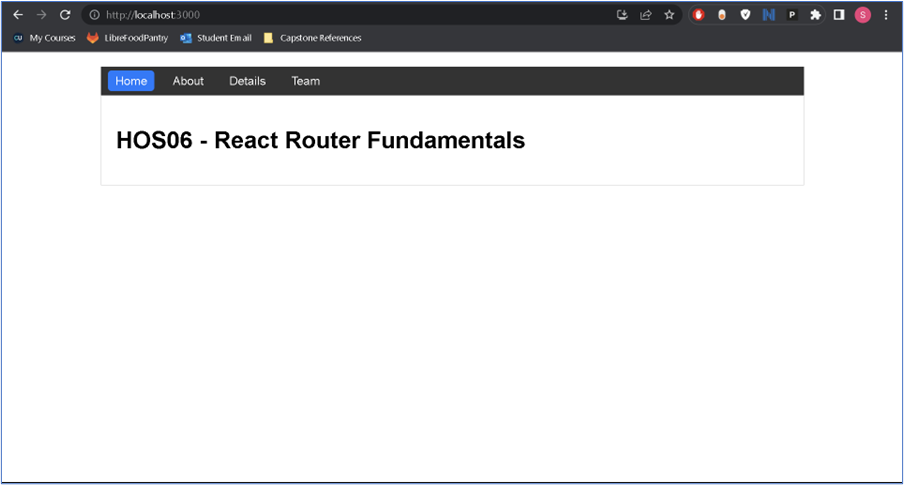 http://localhost:3000
My Courses LibreFoodPantry Student Email Capstone References
Home About Details Team
HOS06 - React Router Fundamentals